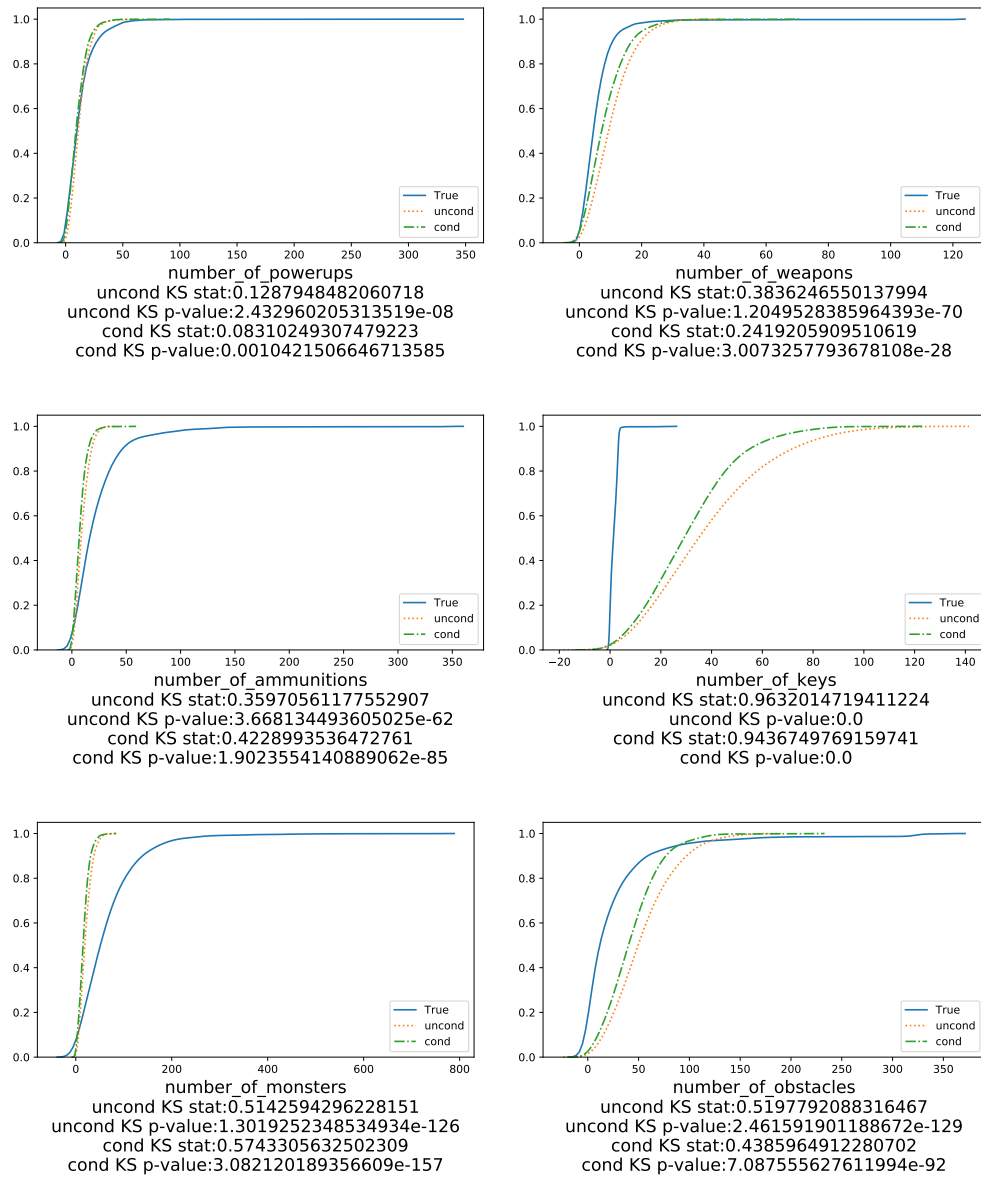 1.0
0.8
0.6
0.4
0.2
0.0
True
uncond
cond
0 50 100 150 200 250 300 350
number_of_powerups
uncond KS stat:0.1287948482060718
uncond KS p-value:2.432960205313519e-08
cond KS stat:0.08310249307479223
cond KS p-value:0.0010421506646713585
1.0
0.8
0.6
0.4
0.2
0.0
True
uncond
cond
0 20 40 60 80 100 120
number_of_weapons
uncond KS stat:0.3836246550137994
uncond KS p-value:1.2049528385964393e-70
cond KS stat:0.2419205909510619
cond KS p-value:3.0073257793678108e-28
1.0
0.8
0.6
0.4
0.2
0.0
True
uncond
cond
0 50 100 150 200 250 300 350
number_of_ammunitions
uncond KS stat:0.35970561177552907
uncond KS p-value:3.668134493605025e-62
cond KS stat:0.4228993536472761
cond KS p-value:1.9023554140889062e-85
1.0
0.8
0.6
0.4
0.2
0.0
True
uncond
cond
−20 0 20 40 60 80 100 120 140
number_of_keys
uncond KS stat:0.9632014719411224
uncond KS p-value:0.0
cond KS stat:0.9436749769159741
cond KS p-value:0.0
1.0
0.8
0.6
0.4
0.2
0.0
True
uncond
cond
0 200 400 600 800
number_of_monsters
uncond KS stat:0.5142594296228151
uncond KS p-value:1.3019252348534934e-126
cond KS stat:0.5743305632502309
cond KS p-value:3.082120189356609e-157
1.0
0.8
0.6
0.4
0.2
0.0
True
uncond
cond
0 50 100 150 200 250 300 350
number_of_obstacles
uncond KS stat:0.5197792088316467
uncond KS p-value:2.461591901188672e-129
cond KS stat:0.4385964912280702
cond KS p-value:7.087555627611994e-92